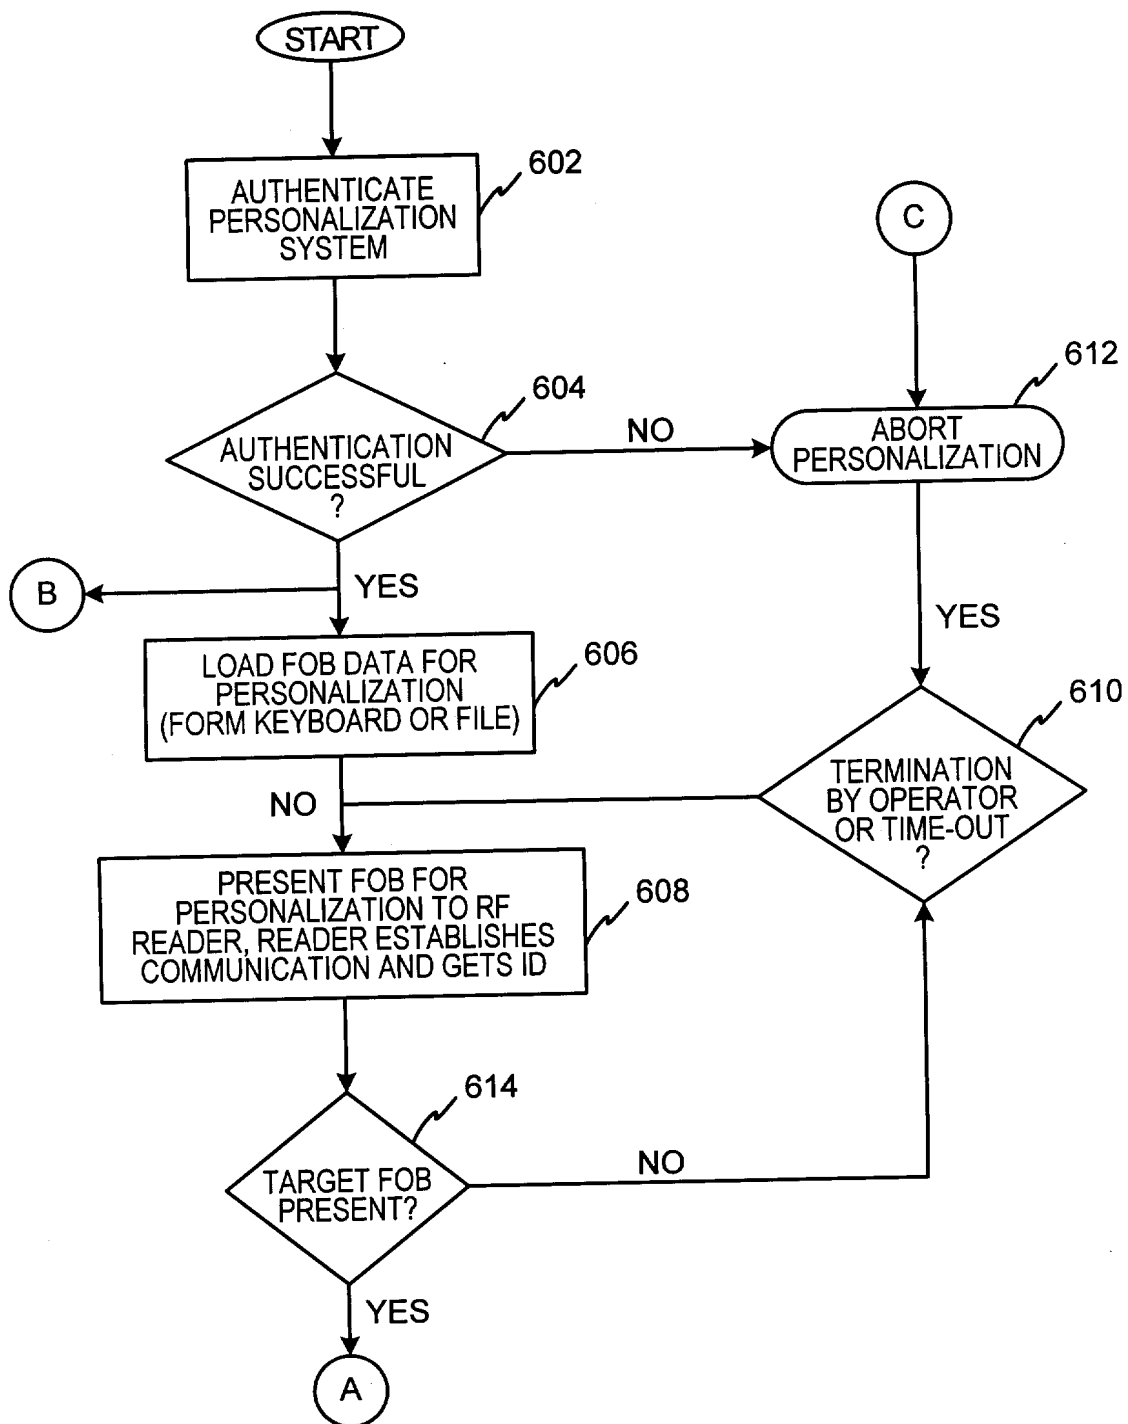 START
602
AUTHENTICATE
PERSONALIZATION
SYSTEM
C
612
604
NO
ABORT
PERSONALIZATION
AUTHENTICATION
SUCCESSFUL
?
B
YES
YES
606
LOAD FOB DATA FOR
PERSONALIZATION
(FORM KEYBOARD OR FILE)
610
NO
TERMINATION
BY OPERATOR
OR TIME-OUT
?
608
PRESENT FOB FOR
PERSONALIZATION TO RF
READER, READER ESTABLISHES
COMMUNICATION AND GETS ID
614
NO
TARGET FOB
PRESENT?
YES
A